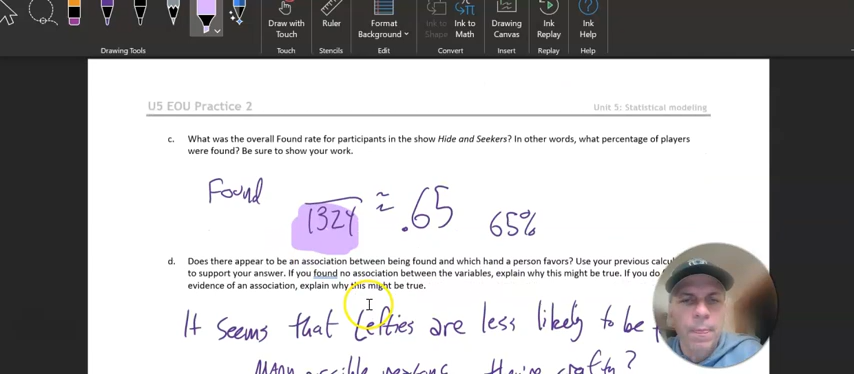 Draw with Touch
Ruler
Format Background
Ink to Shape
Ink to Math
Drawing Canvas
Ink Replay
Ink Help
Drawing Tools
Touch
Stencils
Edit
Convert
Insert
Replay
Help
U5 EOU Practice 2
Unit 5: Statistical modeling
c. What was the overall Found rate for participants in the show Hide and Seekers? In other words, what percentage of players
were found? Be sure to show your work.
Found
1324 ≈ .65 65%
d. Does there appear to be an association between being found and which hand a person favors? Use your previous
to support your answer. If you found no association between the variables, explain why this might be true. If you
evidence of an association, explain why this might be true.
It seems that Lefties are less likely to be
Many possible reasons. Being crafty?